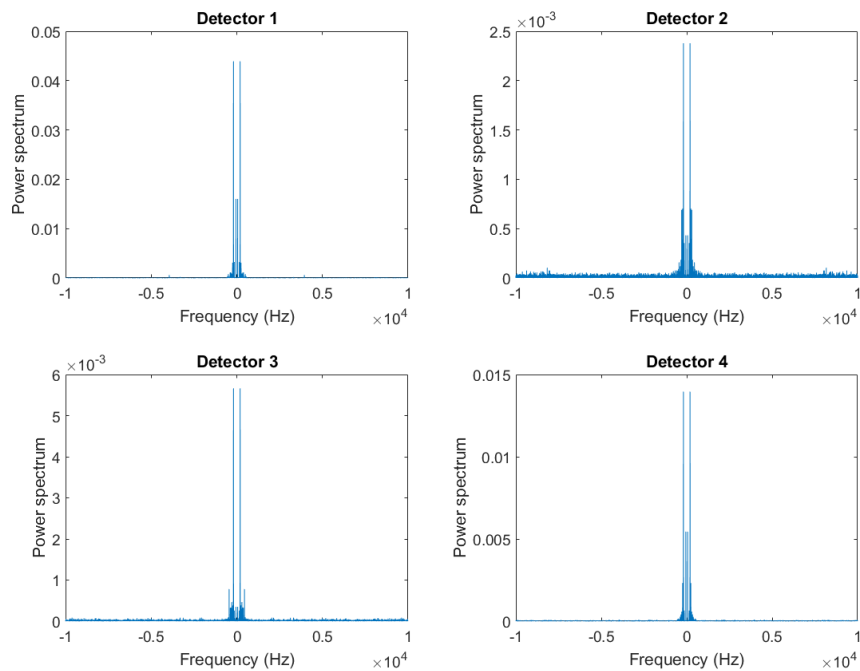 Detector 1
0.05
0.04
0.03
0.02
0.01
0
Power spectrum
-1 -0.5 0 0.5 1
Frequency (Hz)
×10^4
Detector 2
×10^-3
2.5
2
1.5
1
0.5
0
Power spectrum
-1 -0.5 0 0.5 1
Frequency (Hz)
×10^4
Detector 3
×10^-3
6
5
4
3
2
1
0
Power spectrum
-1 -0.5 0 0.5 1
Frequency (Hz)
×10^4
Detector 4
0.015
0.01
0.005
0
Power spectrum
-1 -0.5 0 0.5 1
Frequency (Hz)
×10^4